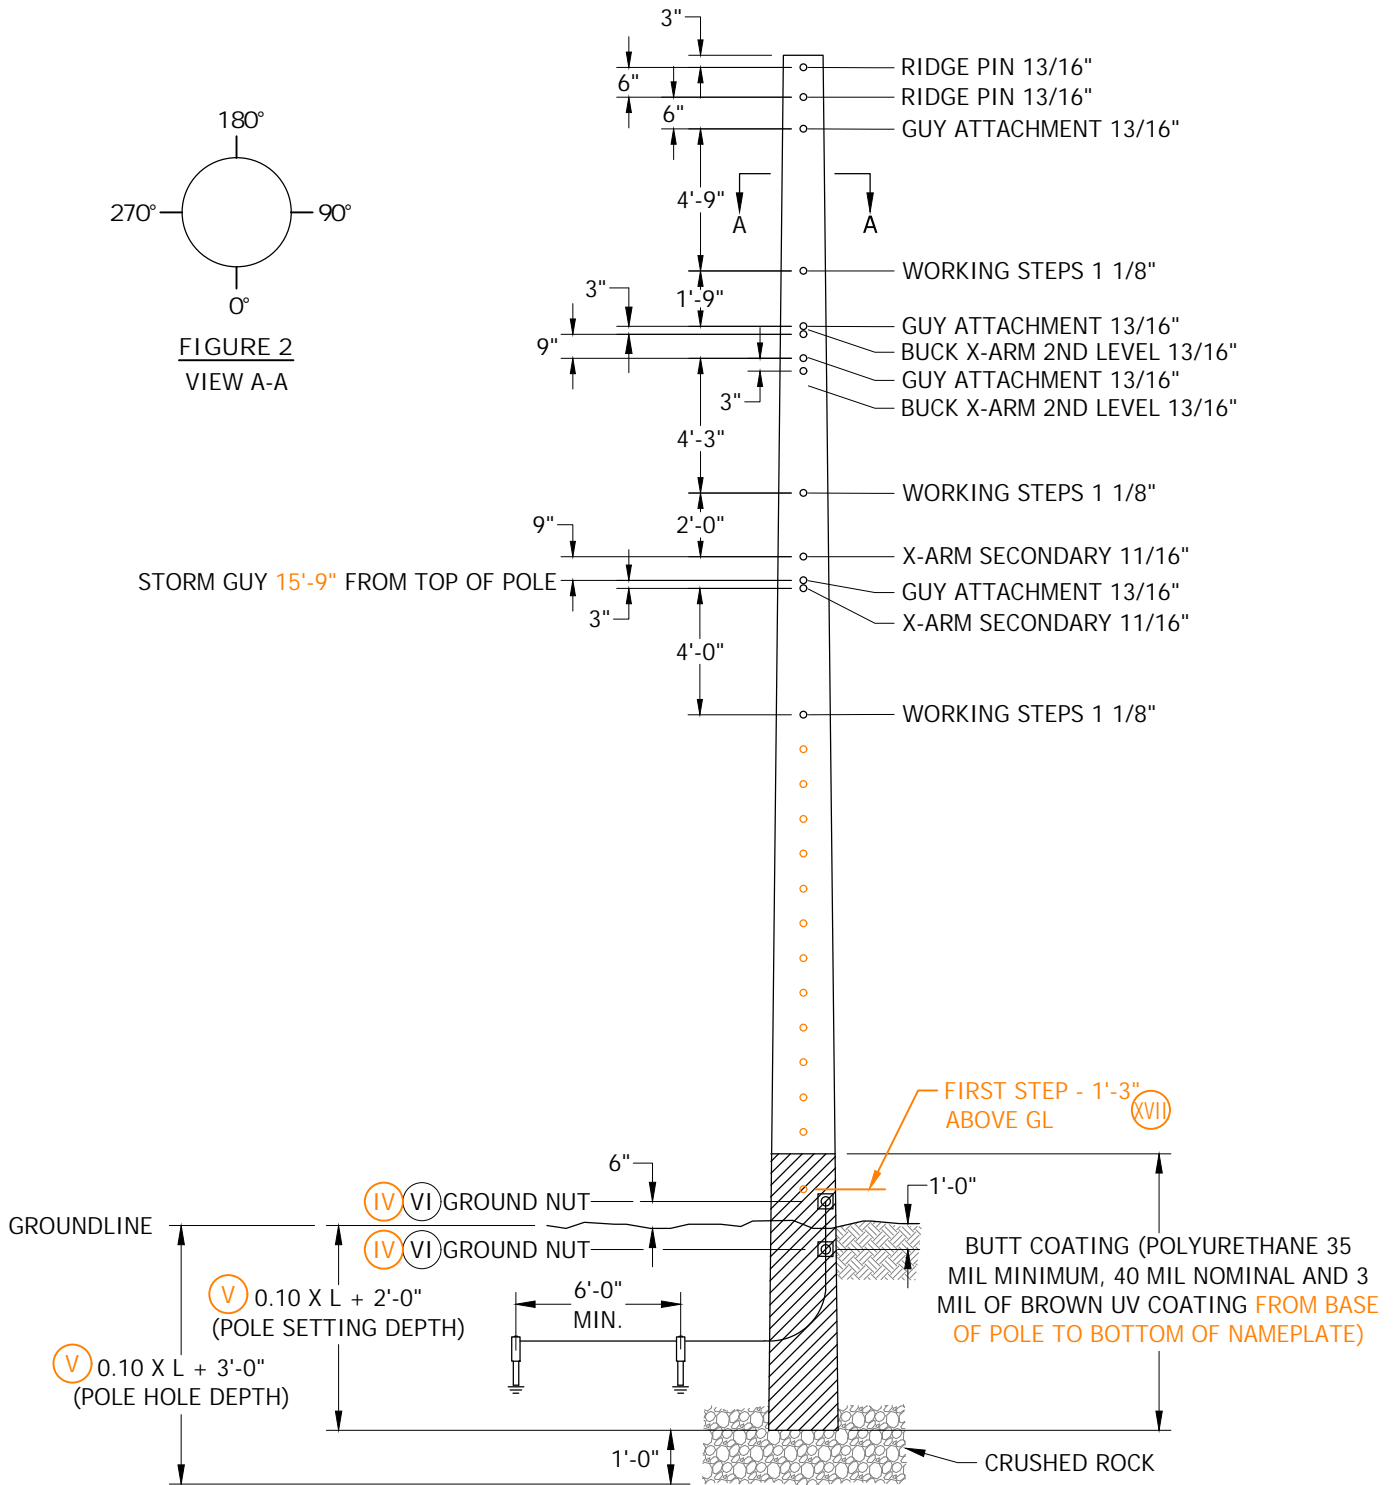 3"
RIDGE PIN 13/16"
6"
RIDGE PIN 13/16"
6"
GUY ATTACHMENT 13/16"
180°
270°
90°
0°
FIGURE 2
VIEW A-A
4'-9"
A
A
WORKING STEPS 1 1/8"
3"
1'-9"
GUY ATTACHMENT 13/16"
9"
BUCK X-ARM 2ND LEVEL 13/16"
GUY ATTACHMENT 13/16"
3"
BUCK X-ARM 2ND LEVEL 13/16"
4'-3"
WORKING STEPS 1 1/8"
9"
2'-0"
X-ARM SECONDARY 11/16"
STORM GUY 15'-9" FROM TOP OF POLE
GUY ATTACHMENT 13/16"
3"
X-ARM SECONDARY 11/16"
4'-0"
WORKING STEPS 1 1/8"
FIRST STEP - 1'-3"
ABOVE GL
XVII
6"
1'-0"
IV VI GROUND NUT
GROUNDLINE
IV VI GROUND NUT
V 0.10 X L + 2'-0"
(POLE SETTING DEPTH)
6'-0"
MIN.
V 0.10 X L + 3'-0"
(POLE HOLE DEPTH)
BUTT COATING (POLYURETHANE 35
MIL MINIMUM, 40 MIL NOMINAL AND 3
MIL OF BROWN UV COATING FROM BASE
OF POLE TO BOTTOM OF NAMEPLATE)
1'-0"
CRUSHED ROCK